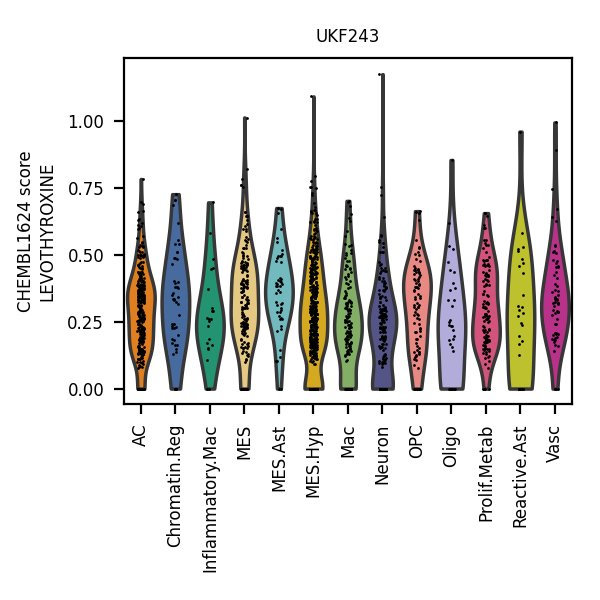 UKF243
CHEMBL1624 score
LEVOTHYROXINE
1.00
0.75
0.50
0.25
0.00
AC
Chromatin.Reg
Inflammatory.Mac
MES
MES.Ast
MES.Hyp
Mac
Neuron
OPC
Oligo
Prolif.Metab
Reactive.Ast
Vasc